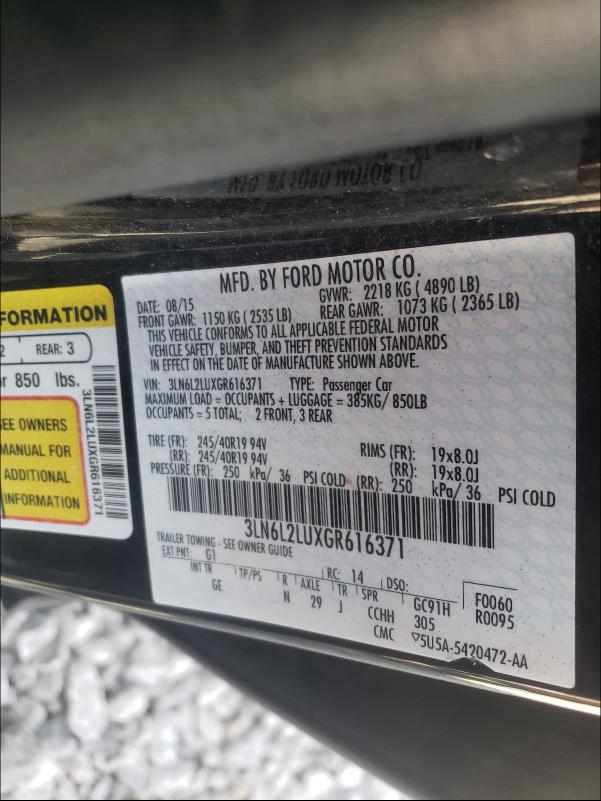 MFD. BY FORD MOTOR CO.
DATE: 08/15 GVWR: 2218 KG ( 4890 LB)
FRONT GAWR: 1150 KG ( 2535 LB) REAR GAWR: 1073 KG ( 2365 LB)
THIS VEHICLE CONFORMS TO ALL APPLICABLE FEDERAL MOTOR
VEHICLE SAFETY, BUMPER, AND THEFT PREVENTION STANDARDS
IN EFFECT ON THE DATE OF MANUFACTURE SHOWN ABOVE.
VIN: 3LN6L2LUXGR616371 TYPE: Passenger Car
MAXIMUM LOAD = OCCUPANTS + LUGGAGE = 385KG/ 850LB
OCCUPANTS = 5 TOTAL; 2 FRONT, 3 REAR
TIRE (FR): 245/40R19 94V RIMS (FR): 19x8.0J
(RR): 245/40R19 94V (RR): 19x8.0J
PRESSURE (FR): 250 kPa/ 36 PSI COLD (RR): 250 kPa/ 36 PSI COLD
3LN6L2LUXGR616371
TRAILER TOWING - SEE OWNER GUIDE
EXT PNT: G1 RC: 14 DSO:
INT TR TP/PS R AXLE TR SPR GC91H F0060
GE N 29 J CCHH 305 R0095
CMC 5U5A-5420472-AA
FORMATION
2 REAR: 3
or 850 lbs.
SEE OWNERS
MANUAL FOR
ADDITIONAL
INFORMATION
3LN6L2LUXGR616371